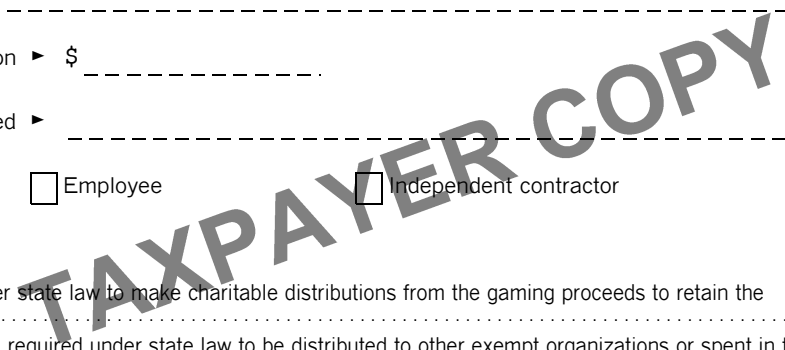 on ► $
ed ►
Employee Independent contractor
TAXPAYER COPY
er state law to make charitable distributions from the gaming proceeds to retain the
required under state law to be distributed to other exempt organizations or spent in t